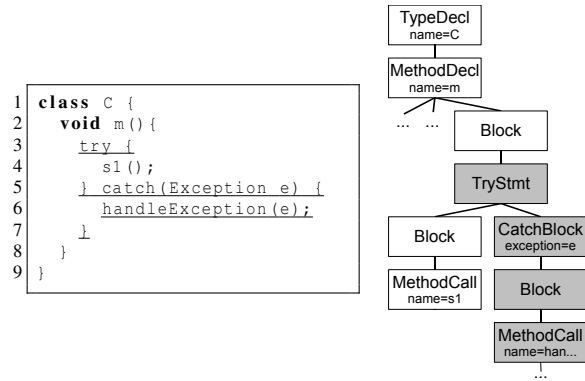 1 class C {
2 void m(){
3 try {
4 s1();
5 } catch(Exception e) {
6 handleException(e);
7 }
8 }
9 }
TypeDecl
name=C
MethodDecl
name=m
... ...
Block
TryStmt
Block
CatchBlock
exception=e
MethodCall
name=s1
Block
MethodCall
name=han...
...